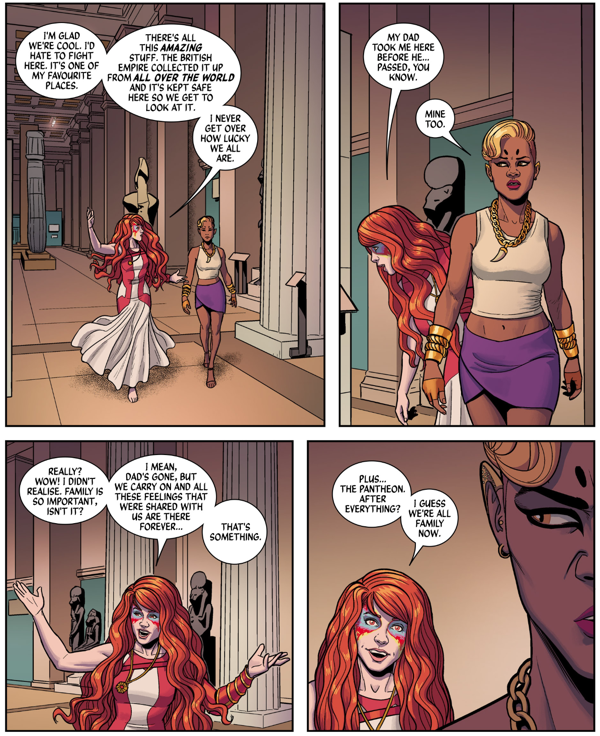 I'M GLAD
WE'RE COOL. I'D
HATE TO FIGHT
HERE. IT'S ONE OF
MY FAVOURITE
PLACES.
THERE'S ALL
THIS AMAZING
STUFF. THE BRITISH
EMPIRE COLLECTED IT UP
FROM ALL OVER THE WORLD
AND IT'S KEPT SAFE
HERE SO WE GET TO
LOOK AT IT.
I NEVER
GET OVER
HOW LUCKY
WE ALL
ARE.
MY DAD
TOOK ME HERE
BEFORE HE...
PASSED, YOU
KNOW.
MINE
TOO.
REALLY?
WOW! I DIDN'T
REALISE. FAMILY IS
SO IMPORTANT,
ISN'T IT?
I MEAN,
DAD'S GONE, BUT
WE CARRY ON AND ALL
THESE FEELINGS THAT
WERE SHARED WITH
US ARE THERE
FOREVER...
THAT'S
SOMETHING.
PLUS...
THE PANTHEON.
AFTER
EVERYTHING?
I GUESS
WE'RE ALL
FAMILY
NOW.